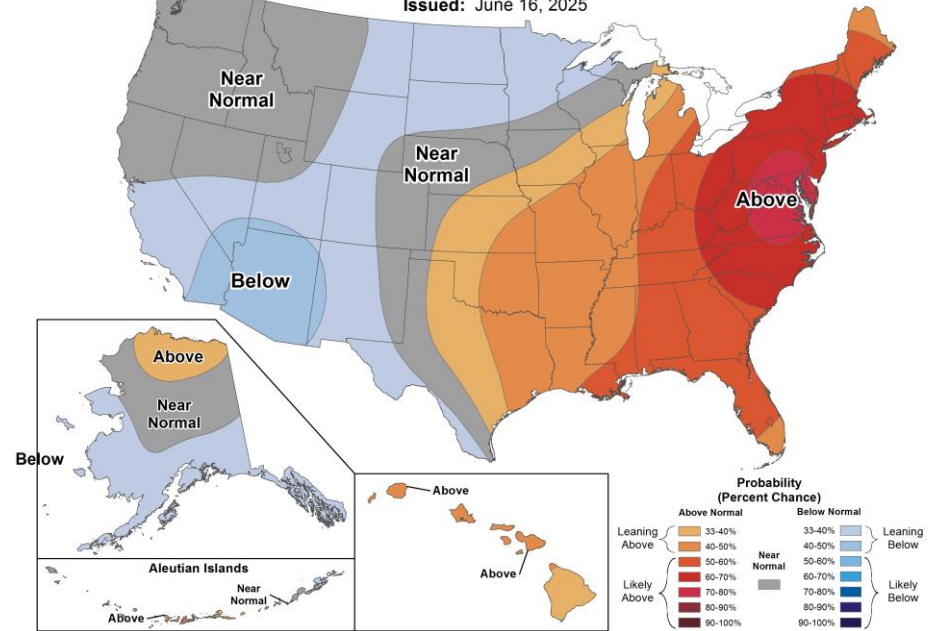 Issued: June 16, 2025
Near
Normal
Near
Normal
Above
Below
Above
Near
Normal
Below
Aleutian Islands
Near
Normal
Above
Above
Above
Probability
(Percent Chance)
Above Normal
Below Normal
Leaning
Above
33-40%
40-50%
Likely
Above
50-60%
60-70%
70-80%
80-90%
90-100%
Near
Normal
33-40%
40-50%
Leaning
Below
50-60%
60-70%
70-80%
80-90%
90-100%
Likely
Below